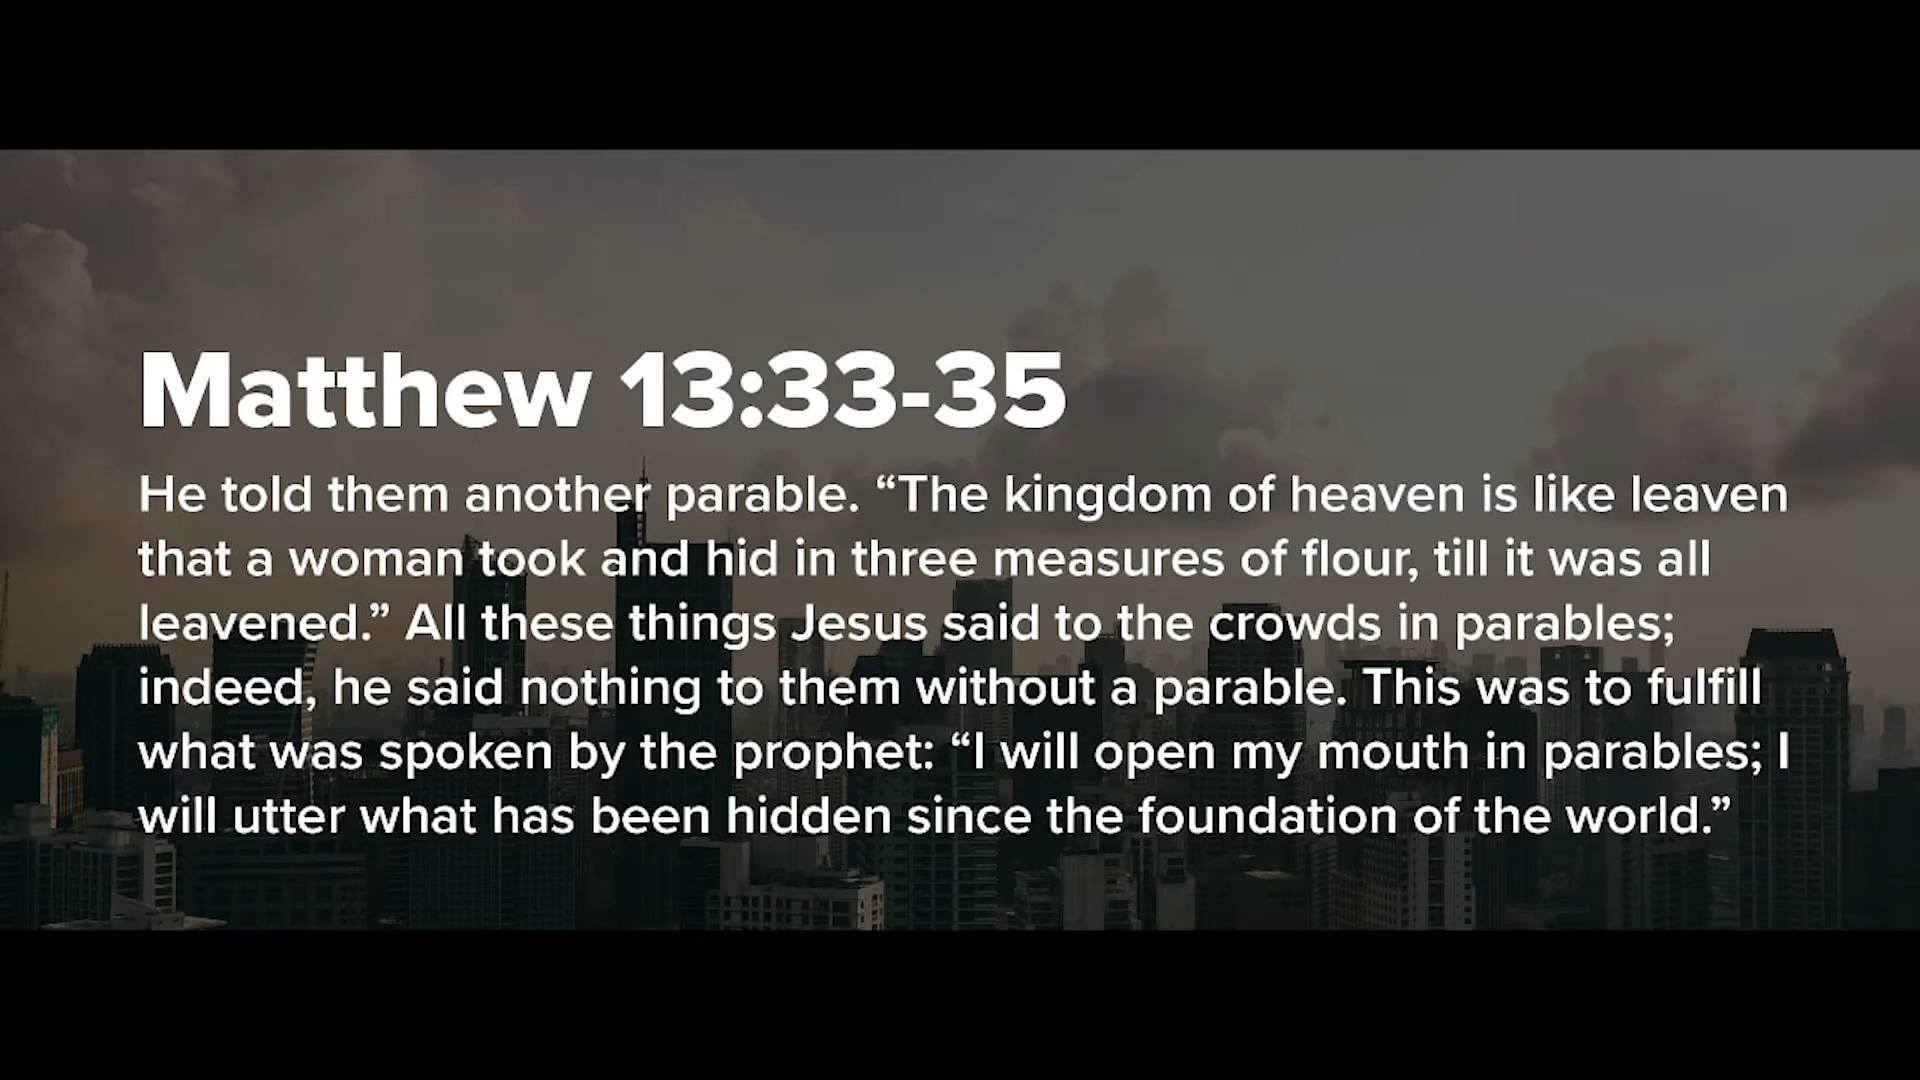 Matthew 13:33-35
He told them another parable. “The kingdom of heaven is like leaven
that a woman took and hid in three measures of flour, till it was all
leavened.” All these things Jesus said to the crowds in parables;
indeed, he said nothing to them without a parable. This was to fulfill
what was spoken by the prophet: “I will open my mouth in parables; I
will utter what has been hidden since the foundation of the world.”